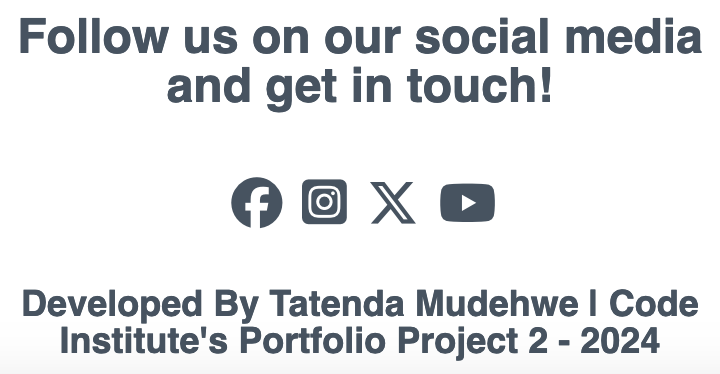 Follow us on our social media
and get in touch!
Developed By Tatenda Mudehwe | Code
Institute's Portfolio Project 2 - 2024